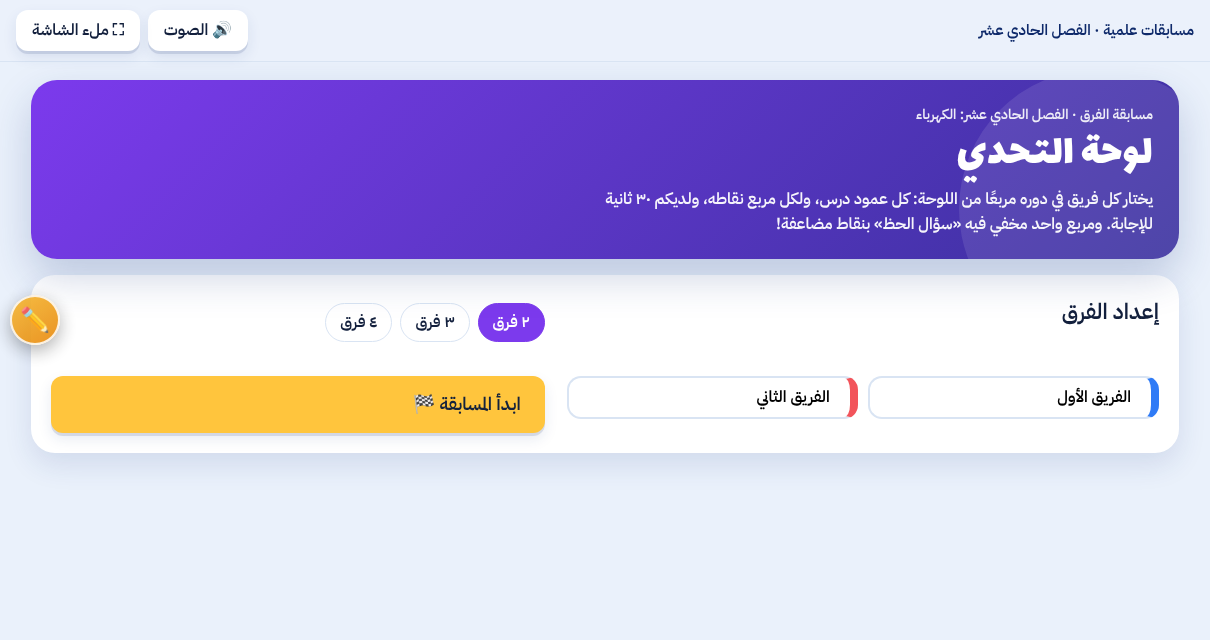 مسابقات علمية · الفصل الحادي عشر
🔊 الصوت
⛶ ملء الشاشة
مسابقة الفرق · الفصل الحادي عشر: الكهرباء
لوحة التحدي
يختار كل فريق في دوره مربعًا من اللوحة: كل عمود درس، ولكل مربع نقاطه، ولديكم ٣٠ ثانية
للإجابة. ومربع واحد مخفي فيه «سؤال الحظ» بنقاط مضاعفة!
إعداد الفرق
٢ فرق
٣ فرق
٤ فرق
الفريق الأول
الفريق الثاني
ابدأ المسابقة 🏁